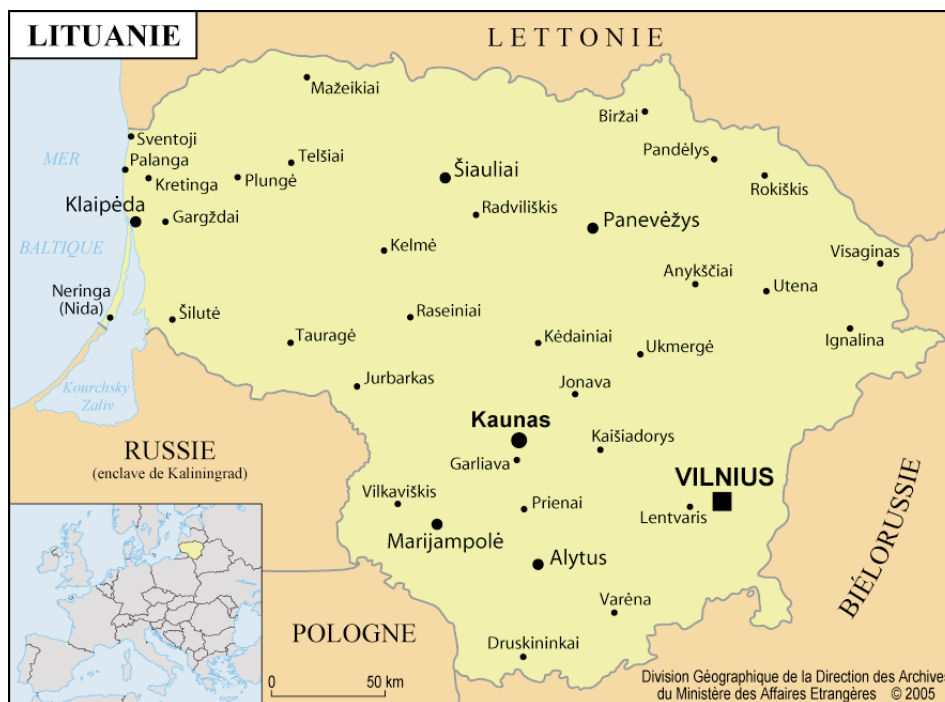 LITUANIE
LETTONIE
Mažeikiai
Biržai
Sventoji
Pandėlys
MER
Palanga
Telšiai
Šiauliai
Kretinga
Plungė
Rokiškis
Radviliškis
Klaipėda
Gargždai
Panevėžys
BALTIQUE
Kelmė
Visaginas
Anykščiai
Utena
Neringa
(Nida)
Šilutė
Raseiniai
Tauragė
Kėdainiai
Ukmergė
Ignalina
Jurbarkas
Jonava
Kourchsky
Zaliv
Kaunas
Kaišiadorys
RUSSIE
(enclave de Kaliningrad)
Garliava
VILNIUS
Vilkaviškis
Prienai
Lentvaris
Marijampolė
Alytus
BIÉLORUSSIE
Varėna
POLOGNE
Druskininkai
0 50 km
Division Géographique de la Direction des Archives
du Ministère des Affaires Etrangères © 2005